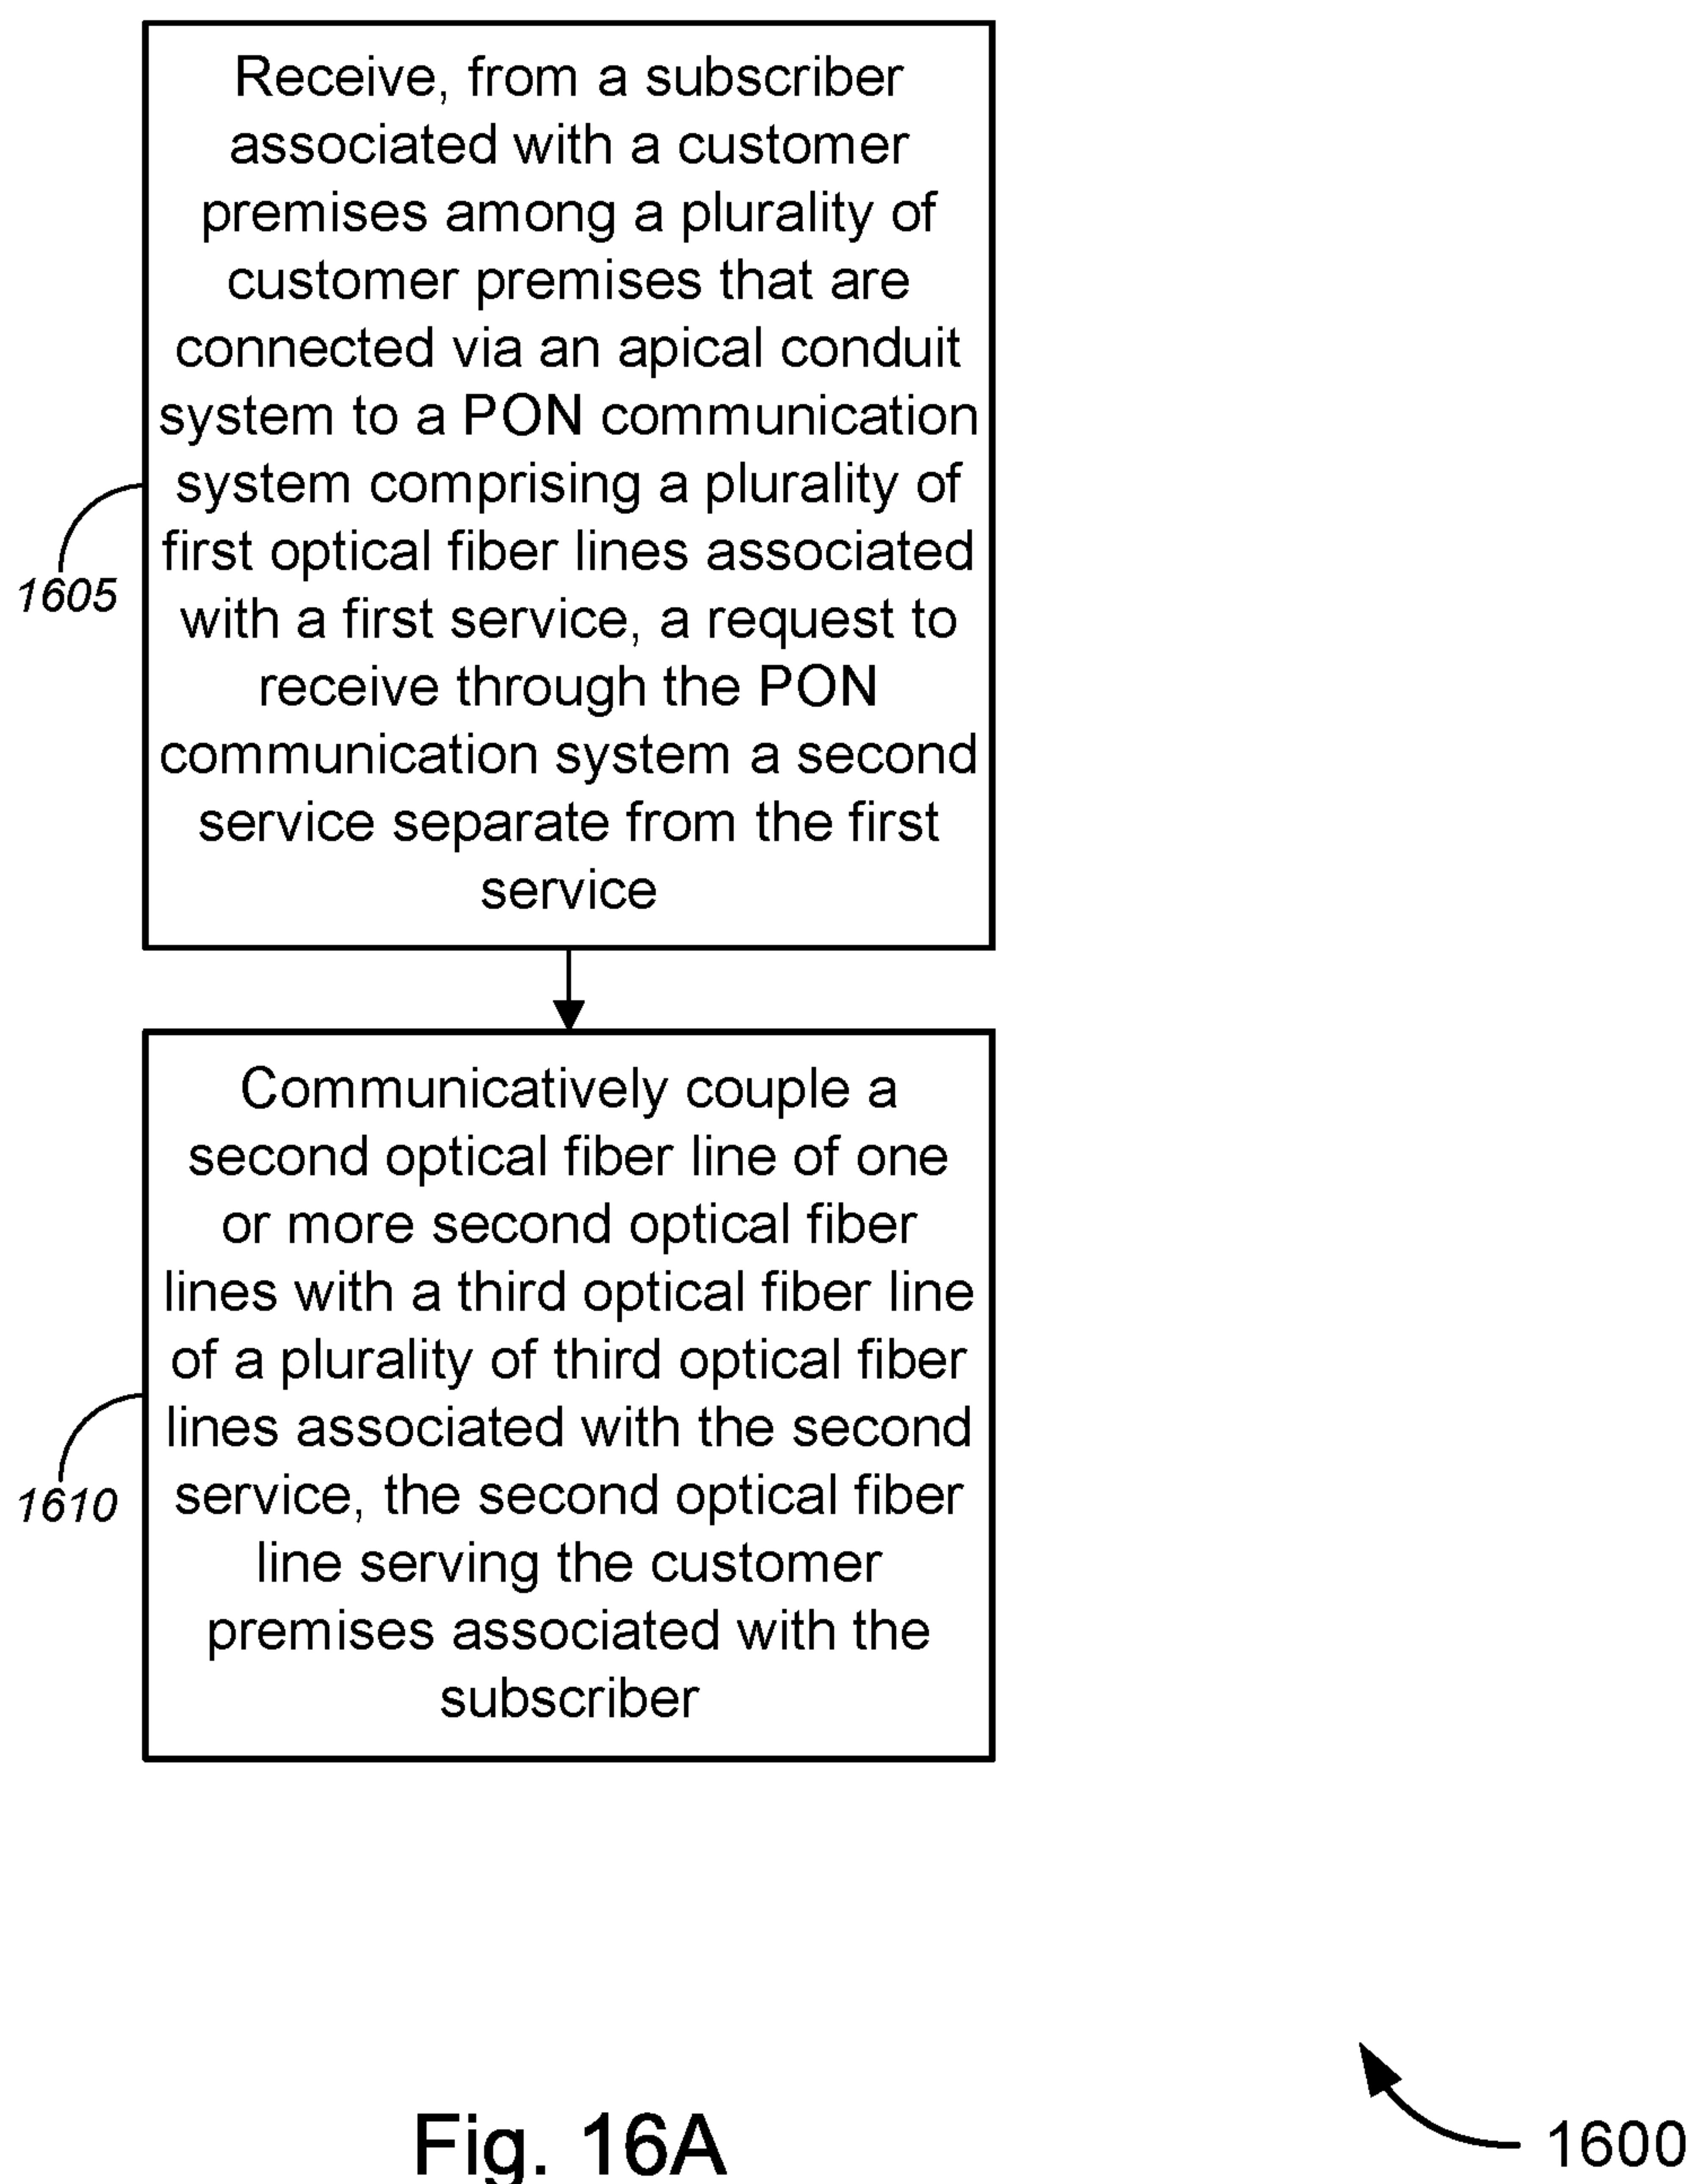 Receive, from a subscriber
associated with a customer
premises among a plurality of
customer premises that are
connected via an apical conduit
system to a PON communication
system comprising a plurality of
first optical fiber lines associated
with a first service, a request to
receive through the PON
communication system a second
service separate from the first
service
1605
Communicatively couple a
second optical fiber line of one
or more second optical fiber
lines with a third optical fiber line
of a plurality of third optical fiber
lines associated with the second
service, the second optical fiber
line serving the customer
premises associated with the
subscriber
1610
Fig. 16A
1600